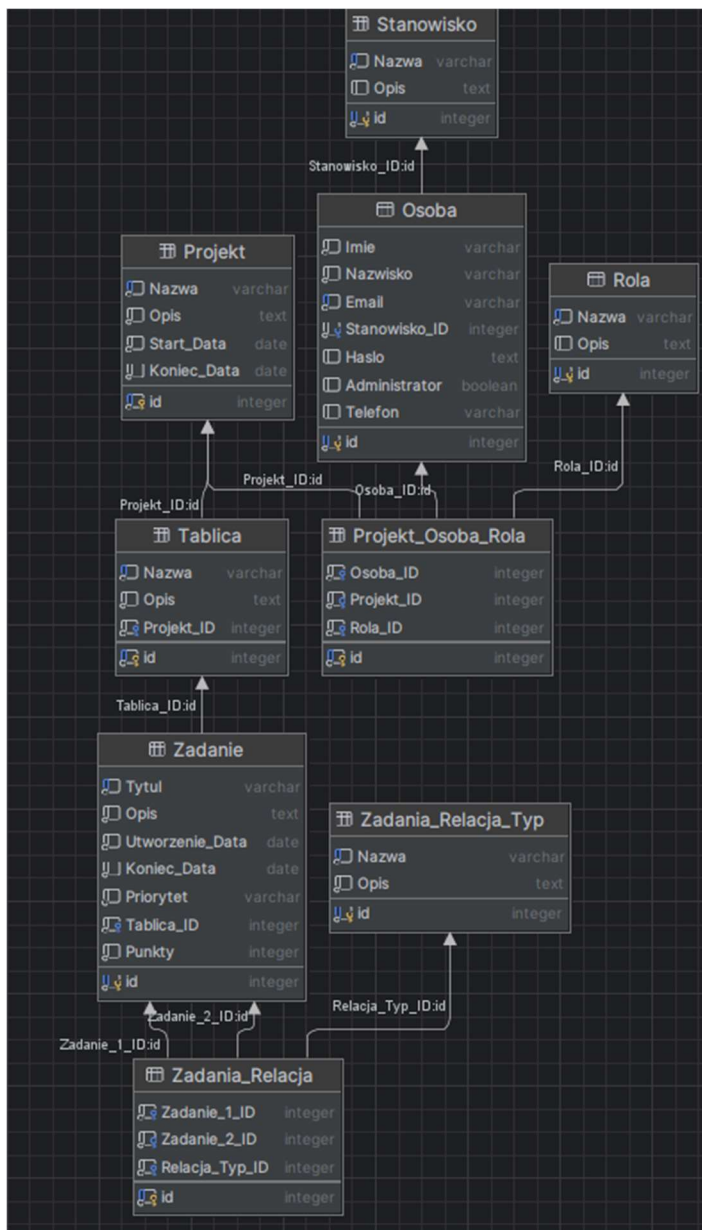 Stanowisko
Nazwa varchar
Opis text
id integer
Stanowisko_ID:id
Osoba
Imie varchar
Nazwisko varchar
Email varchar
Stanowisko_ID integer
Haslo text
Administrator boolean
Telefon varchar
id integer
Projekt
Nazwa varchar
Opis text
Start_Data date
Koniec_Data date
id integer
Rola
Nazwa varchar
Opis text
id integer
Projekt_ID:id
Projekt_ID:id
Osoba_ID:id
Rola_ID:id
Tablica
Nazwa varchar
Opis text
Projekt_ID integer
id integer
Projekt_Osoba_Rola
Osoba_ID integer
Projekt_ID integer
Rola_ID integer
id integer
Tablica_ID:id
Zadanie
Tytul varchar
Opis text
Utworzenie_Data date
Koniec_Data date
Priorytet varchar
Tablica_ID integer
Punkty integer
id integer
Zadania_Relacja_Typ
Nazwa varchar
Opis text
id integer
Zadanie_1_ID:id
Zadanie_2_ID:id
Relacja_Typ_ID:id
Zadania_Relacja
Zadanie_1_ID integer
Zadanie_2_ID integer
Relacja_Typ_ID integer
id integer